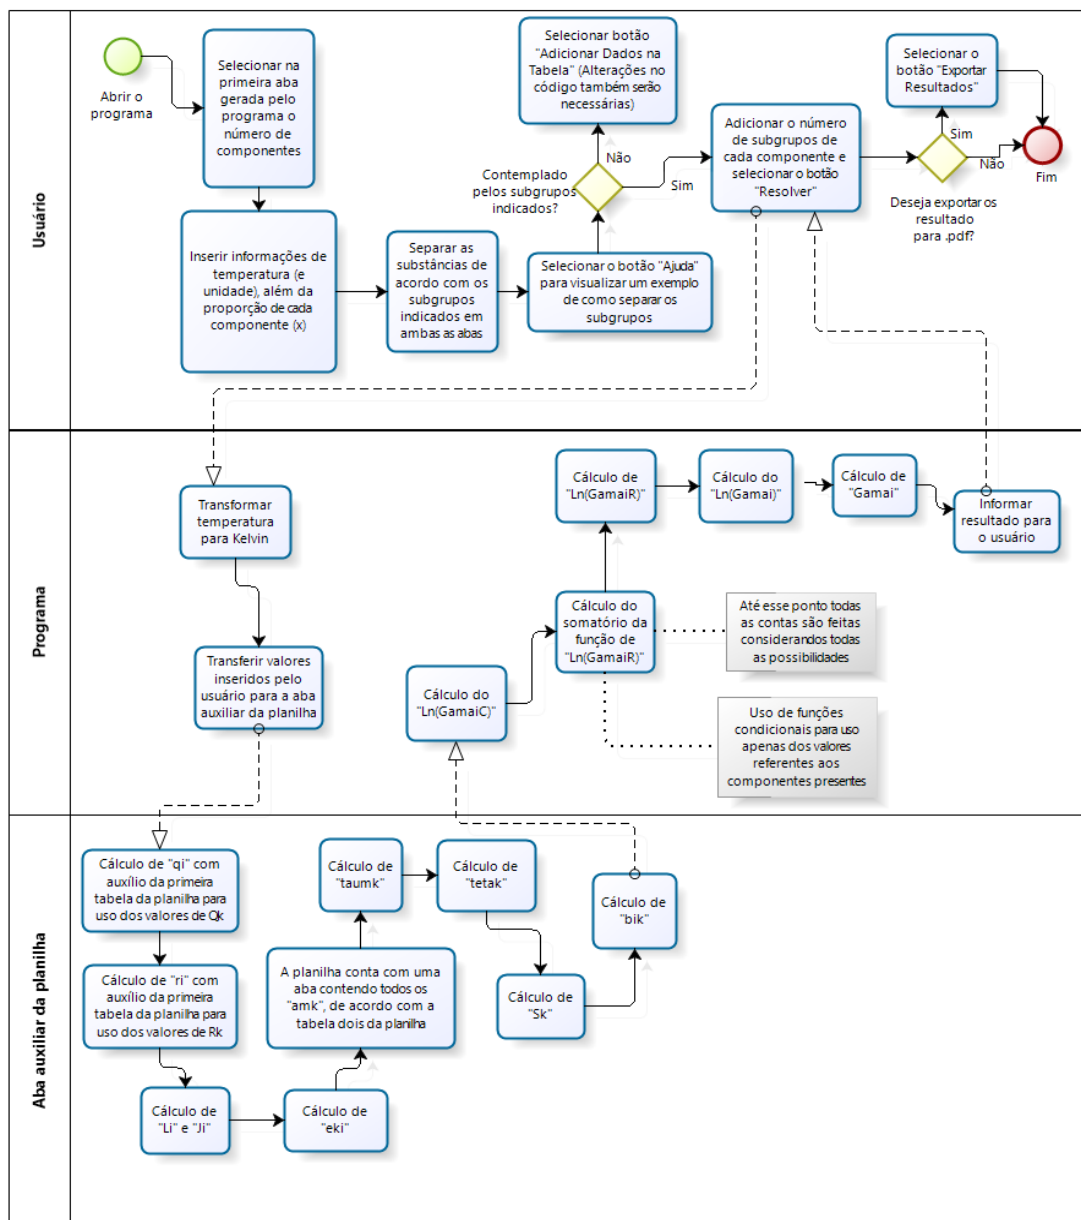 Usuário
Abrir o
programa
Selecionar na
primeira aba
gerada pelo
programa o
número de
componentes
Inserir informações de
temperatura (e
unidade), além da
proporção de cada
componente (x)
Separar as
substâncias de
acordo com os
subgrupos
indicados em
ambas as abas
Selecionar o botão "Ajuda"
para visualizar um exemplo
de como separar os
subgrupos
Contemplado
pelos subgrupos
indicados?
Não
Sim
Selecionar botão
"Adicionar Dados na
Tabela" (Alterações no
código também serão
necessárias)
Adicionar o número
de subgrupos de
cada componente e
selecionar o botão
"Resolver"
Deseja exportar os
resultado
para .pdf?
Sim
Não
Selecionar o
botão "Exportar
Resultados"
Fim
Programa
Transformar
temperatura
para Kelvin
Transferir valores
inseridos pelo
usuário para a aba
auxiliar da planilha
Cálculo do
"Ln(GamaiC)"
Cálculo do
somatório da
função de
"Ln(GamaiR)"
Até esse ponto todas
as contas são feitas
considerandos todas
as possibilidades
Uso de funções
condicionais para uso
apenas dos valores
referentes aos
componentes presentes
Cálculo de
"Ln(GamaiR)"
Cálculo do
"Ln(Gamai)
Cálculo de
"Gamai"
Informar
resultado para
o usuário
Aba auxiliar da planilha
Cálculo de "qi" com
auxílio da primeira
tabela da planilha para
uso dos valores de Qk
Cálculo de "ri" com
auxílio da primeira
tabela da planilha para
uso dos valores de Rk
Cálculo de
"Li" e "Ji"
Cálculo de
"eki"
A planilha conta com uma
aba contendo todos os
"amk", de acordo com a
tabela dois da planilha
Cálculo de
"taumk"
Cálculo de
"tetak"
Cálculo de
"Sk"
Cálculo de
"bik"